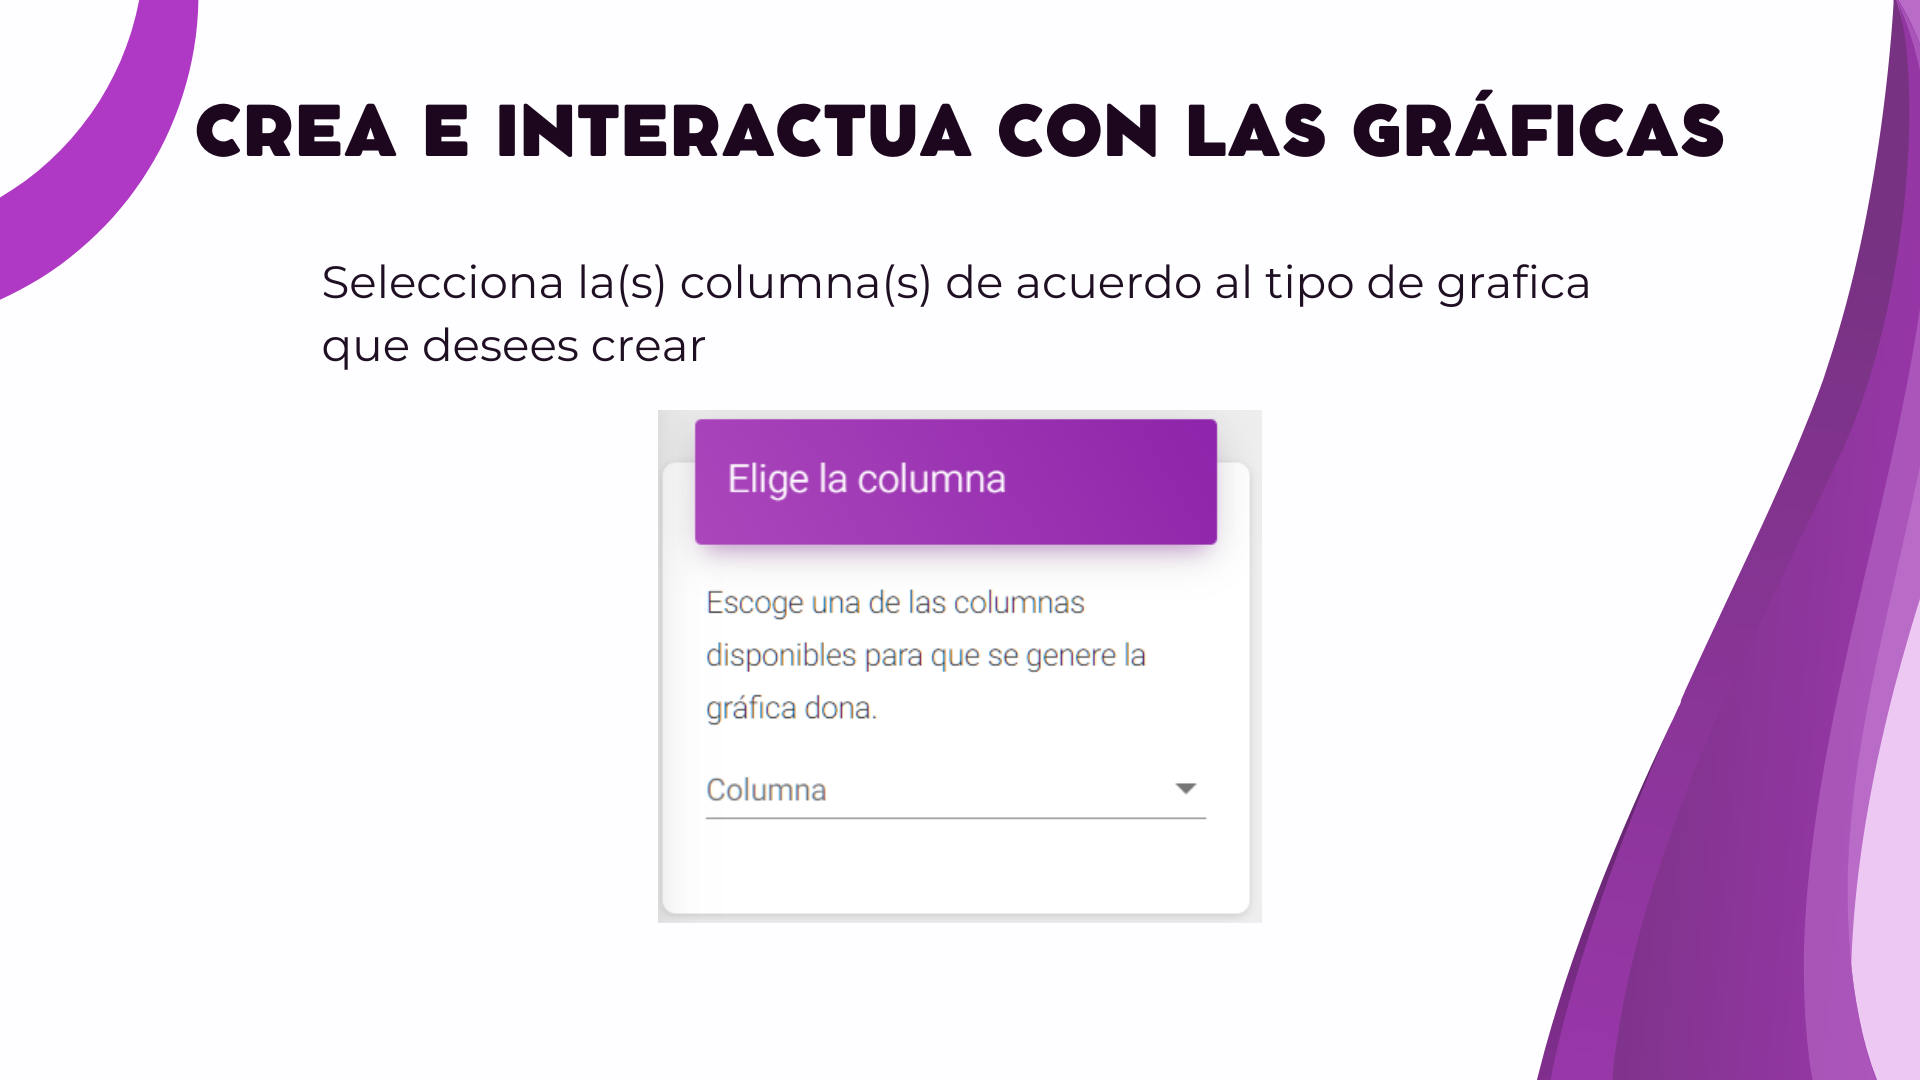 CREA E INTERACTUA CON LAS GRÁFICAS
Selecciona la(s) columna(s) de acuerdo al tipo de grafica
que desees crear
Elige la columna
Escoge una de las columnas
disponibles para que se genere la
gráfica dona.
Columna